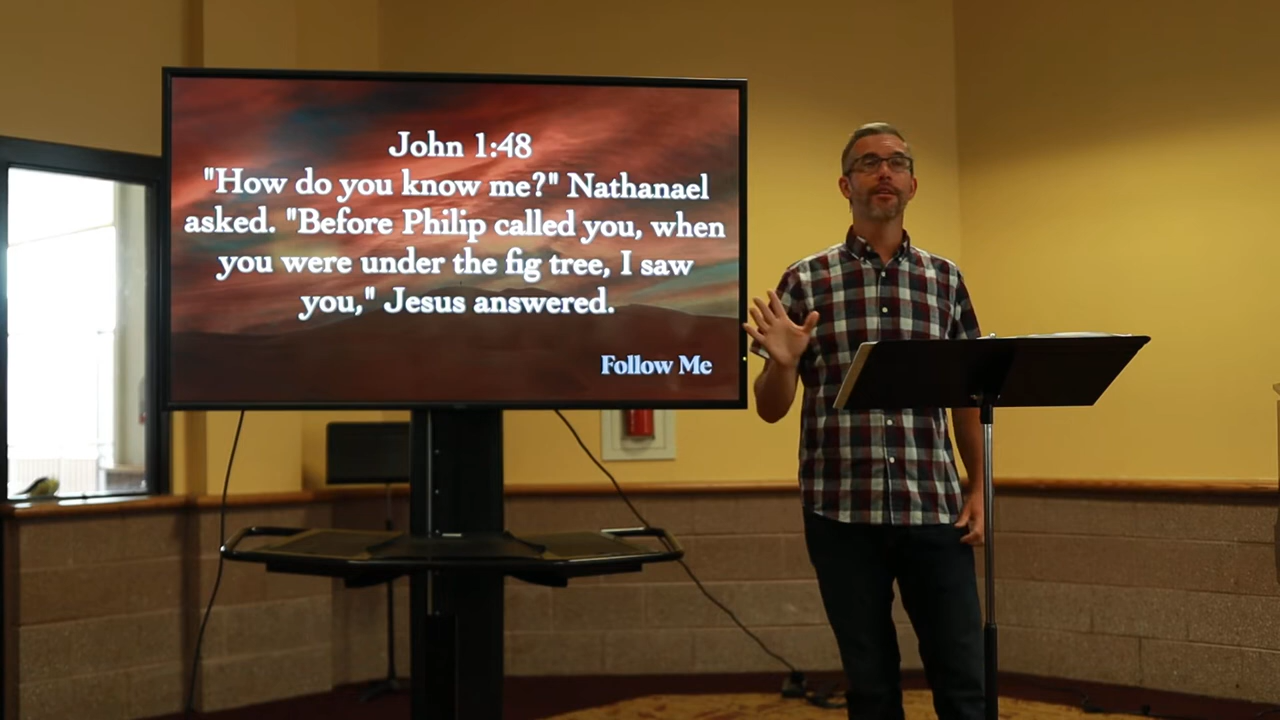 John 1:48
"How do you know me?" Nathanael
asked. "Before Philip called you, when
you were under the fig tree, I saw
you," Jesus answered.
Follow Me